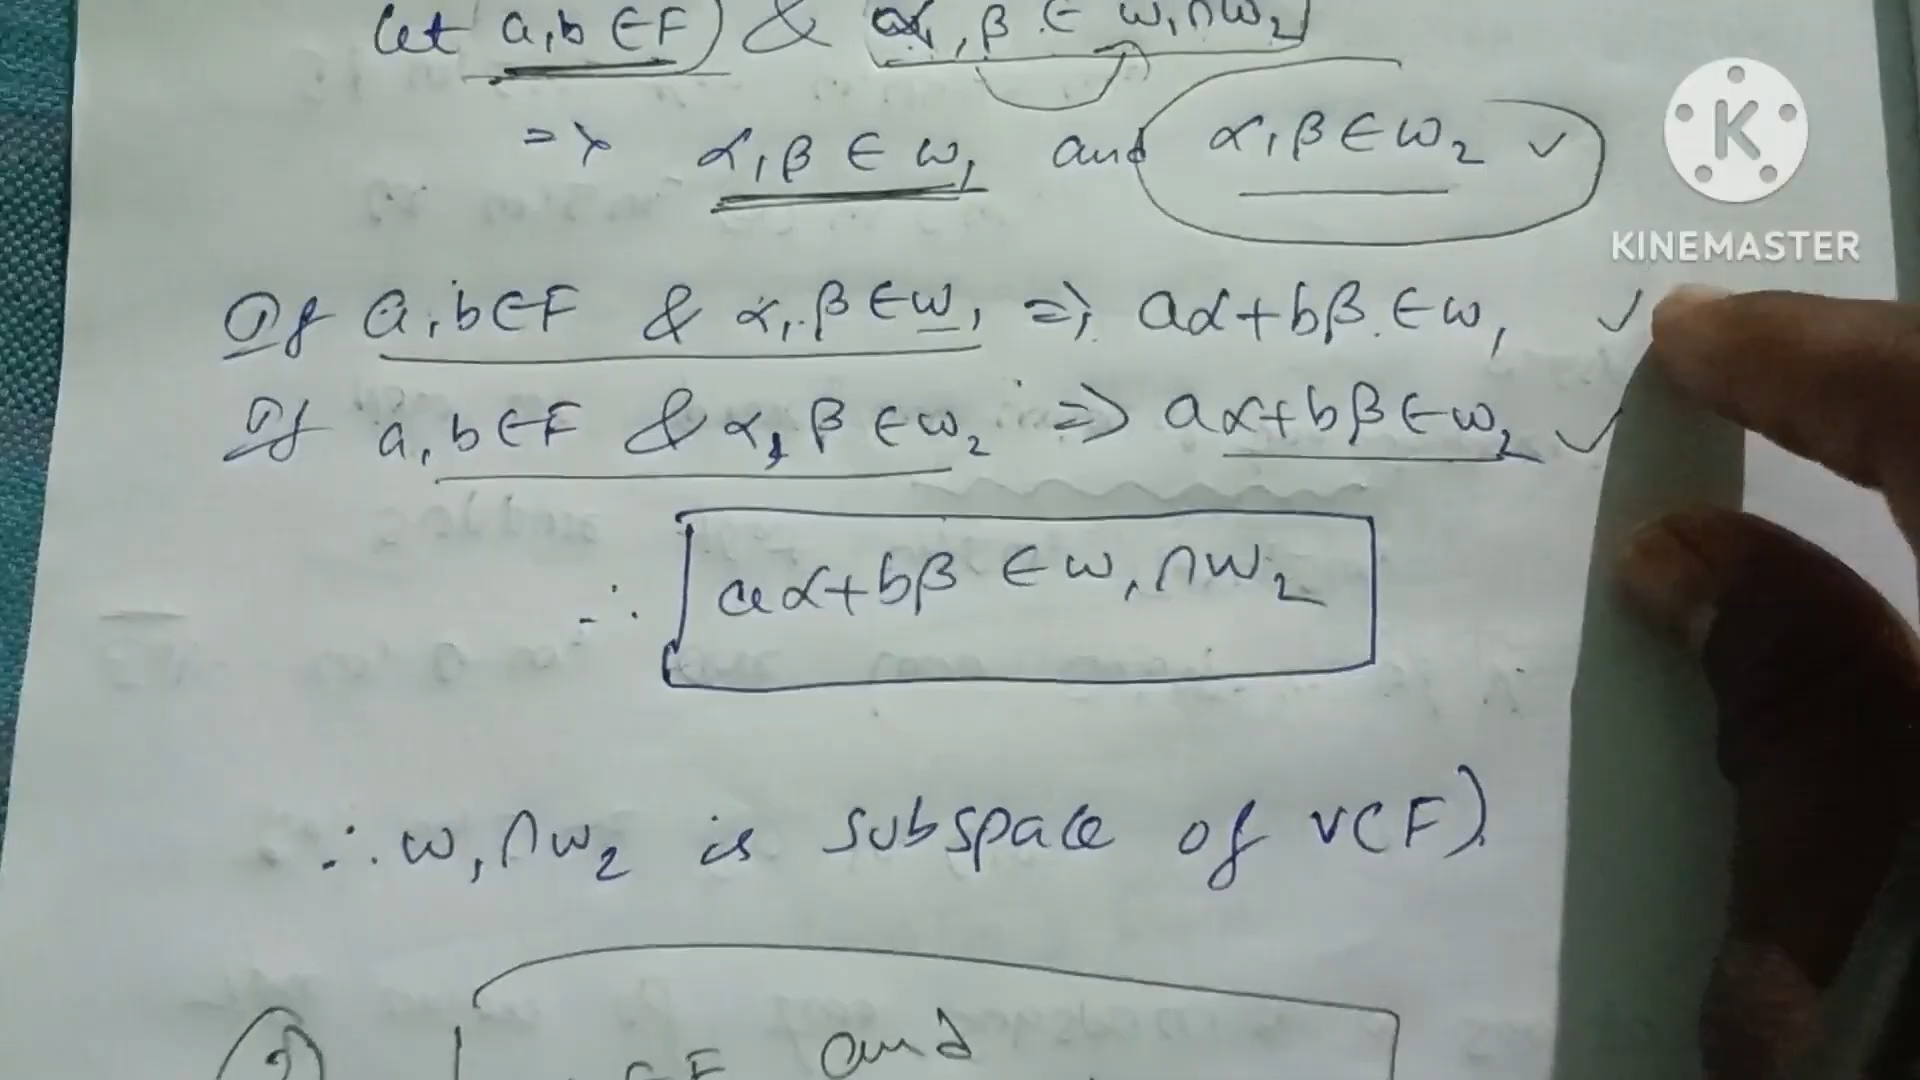 let a,b ∈ F & α, β ∈ W₁∩W₂
=> α, β ∈ W₁ and α, β ∈ W₂ ✓
KINEMASTER
If a, b ∈ F & α, β ∈ W₁ => aα+bβ ∈ W₁ ✓
If a, b ∈ F & α, β ∈ W₂ => aα+bβ ∈ W₂ ✓
∴ aα+bβ ∈ W₁∩W₂
∴ W₁∩W₂ is subspace of V(F)
and